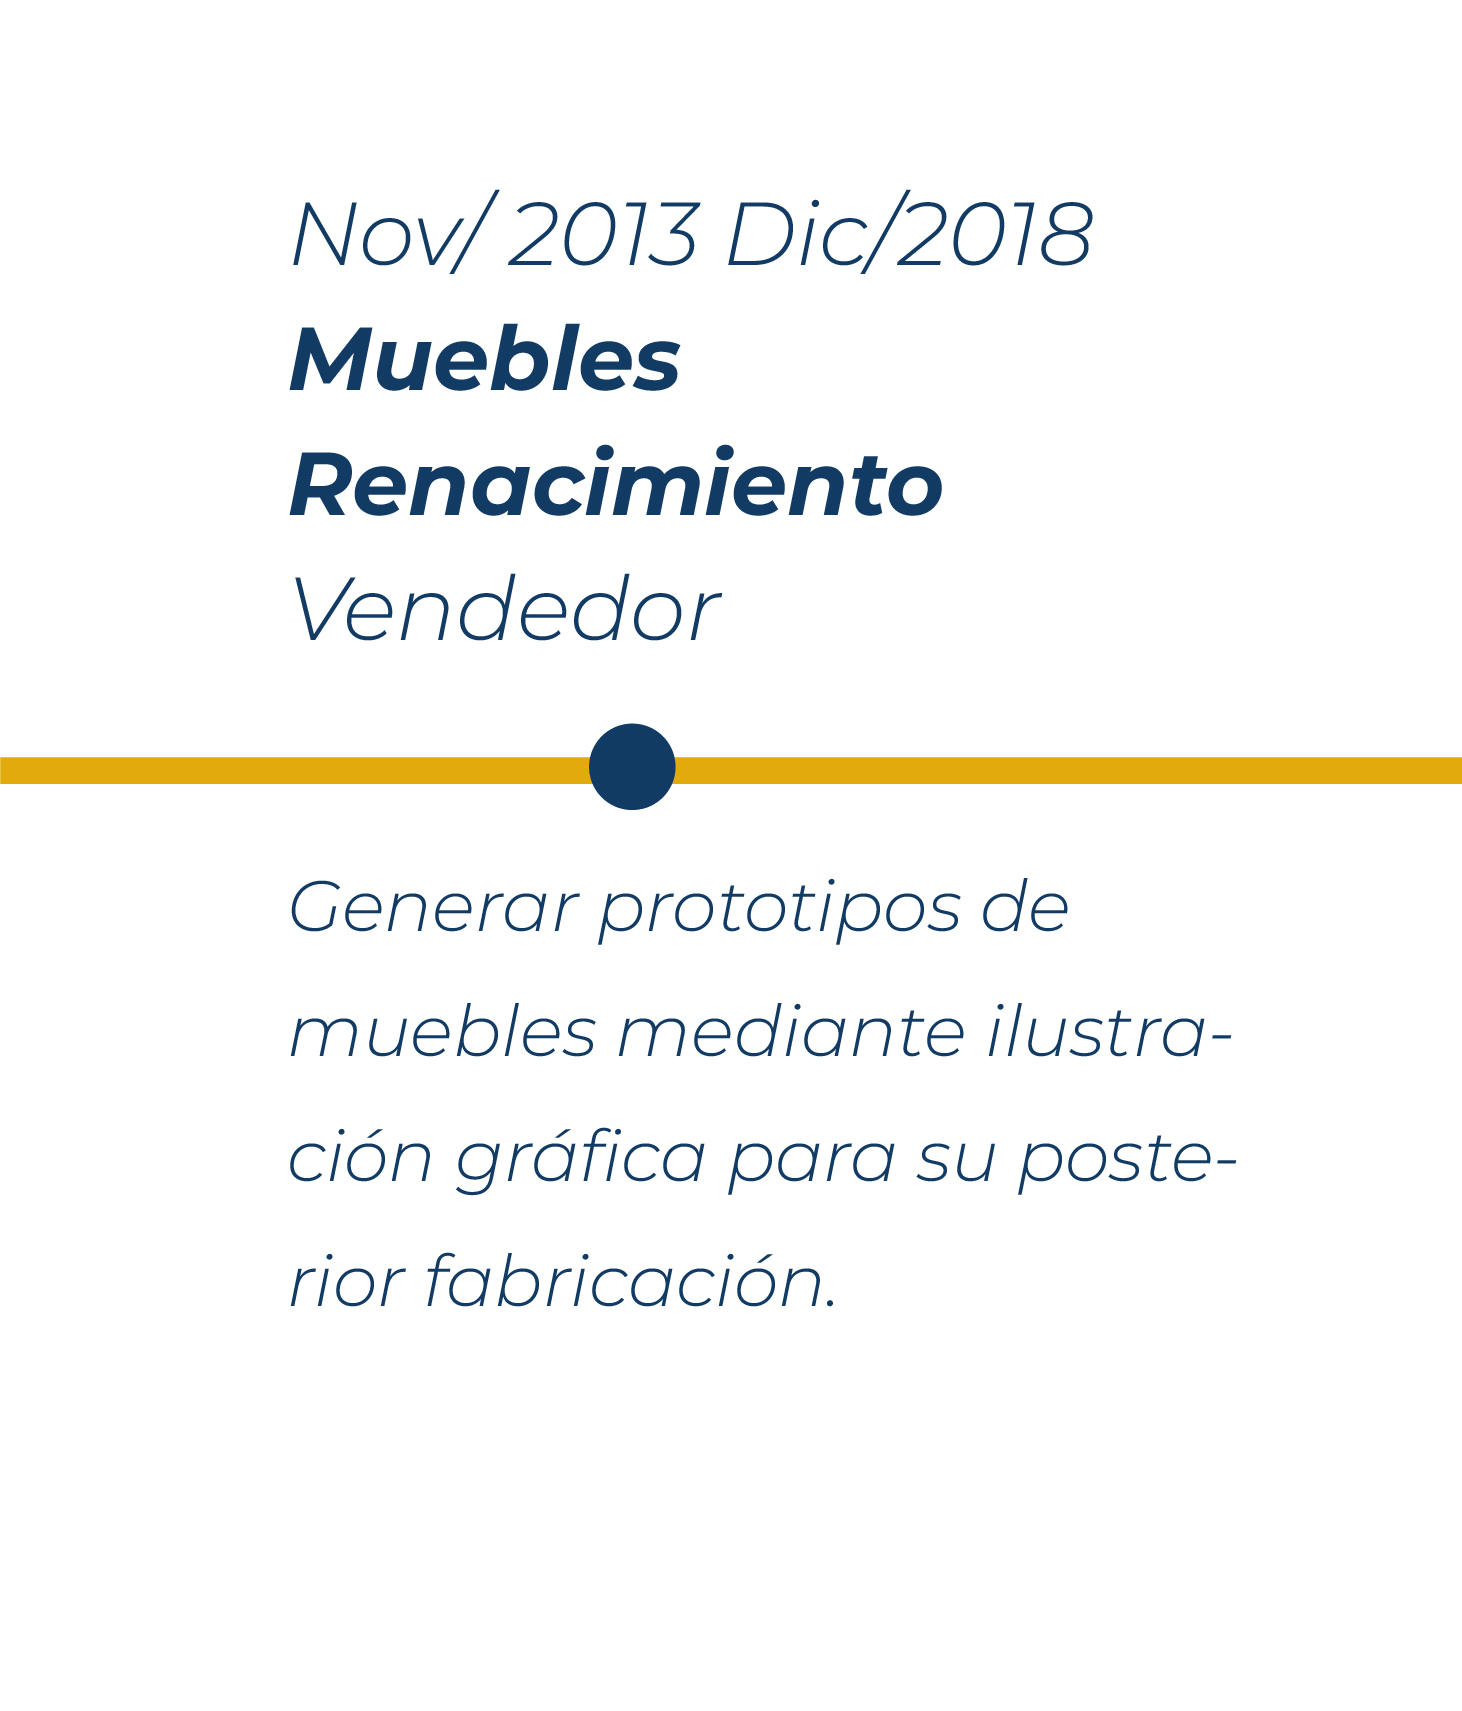 Nov/ 2013 Dic/2018
Muebles
Renacimiento
Vendedor
Generar prototipos de
muebles mediante ilustra-
ción gráfica para su poste-
rior fabricación.